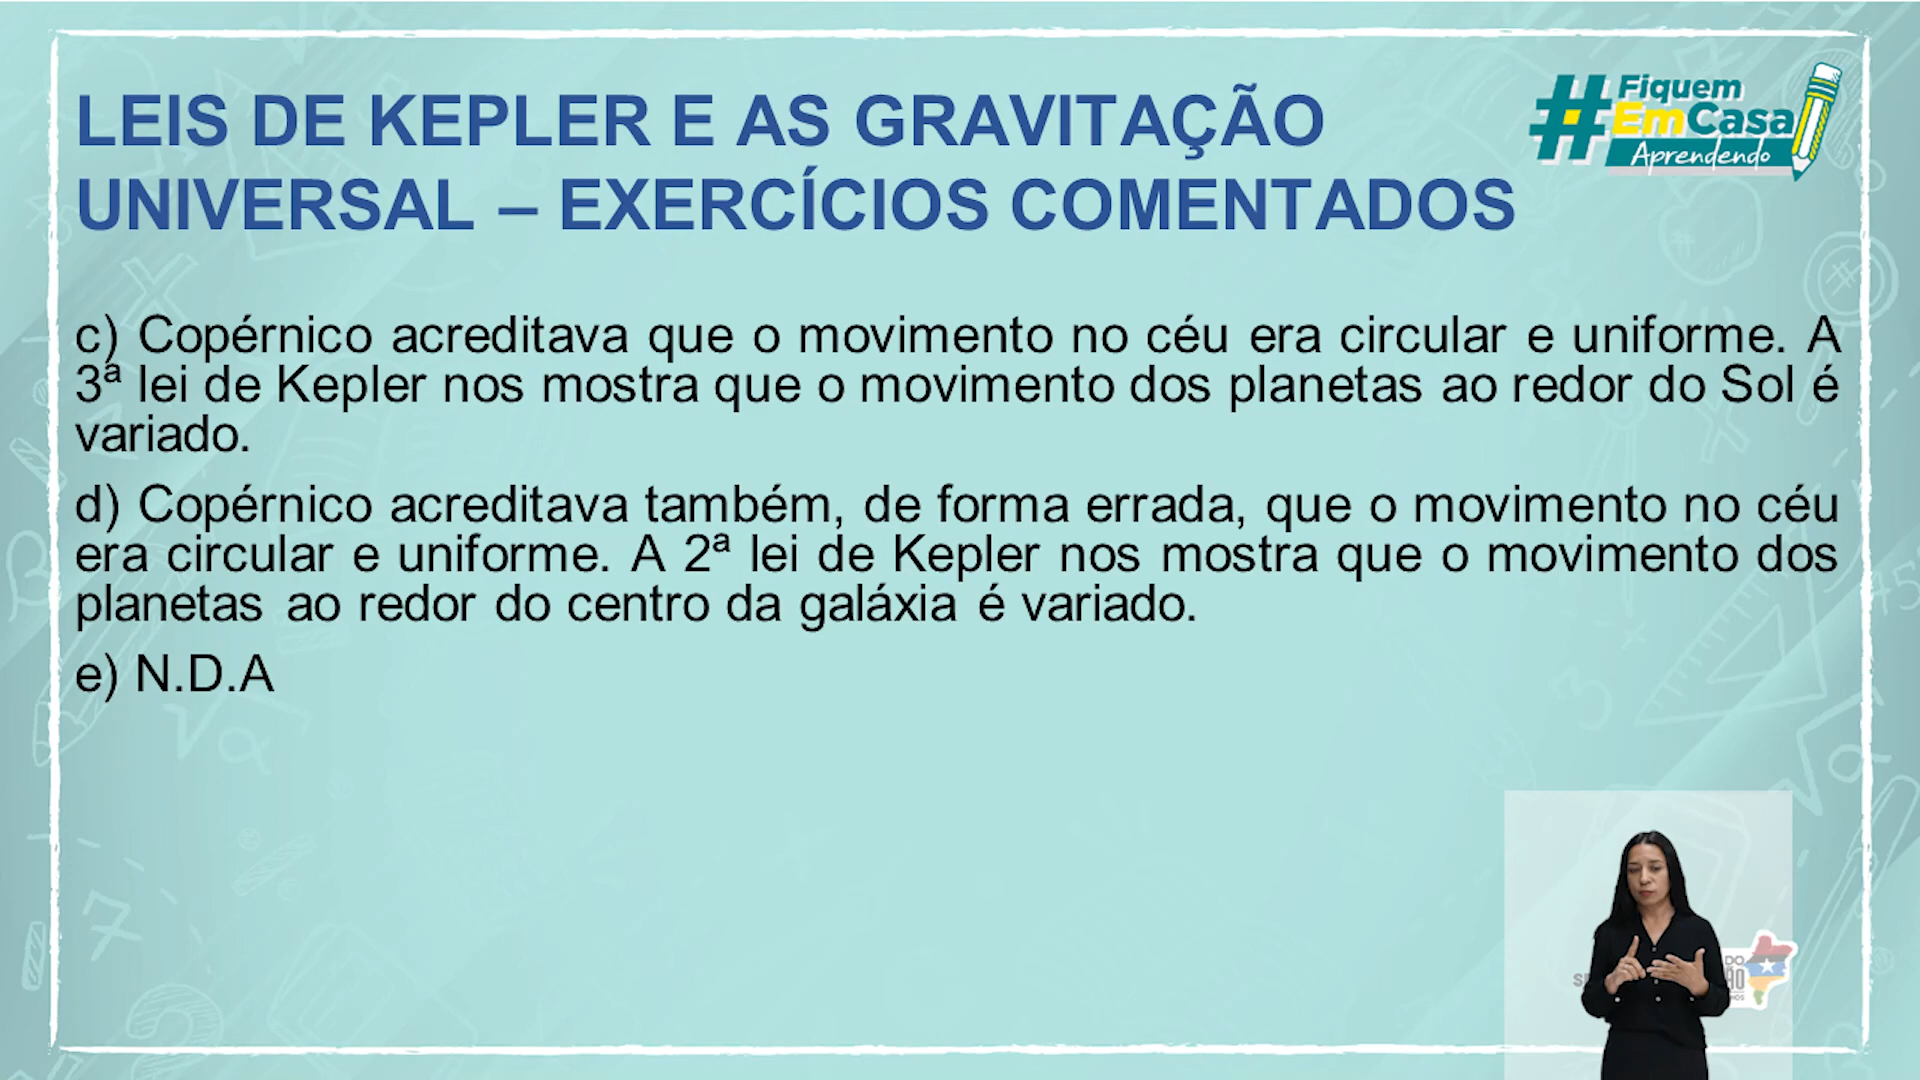 LEIS DE KEPLER E AS GRAVITAÇÃO
UNIVERSAL – EXERCÍCIOS COMENTADOS
#Fiquem
EmCasa
Aprendendo
c) Copérnico acreditava que o movimento no céu era circular e uniforme. A
3ª lei de Kepler nos mostra que o movimento dos planetas ao redor do Sol é
variado.
d) Copérnico acreditava também, de forma errada, que o movimento no céu
era circular e uniforme. A 2ª lei de Kepler nos mostra que o movimento dos
planetas ao redor do centro da galáxia é variado.
e) N.D.A